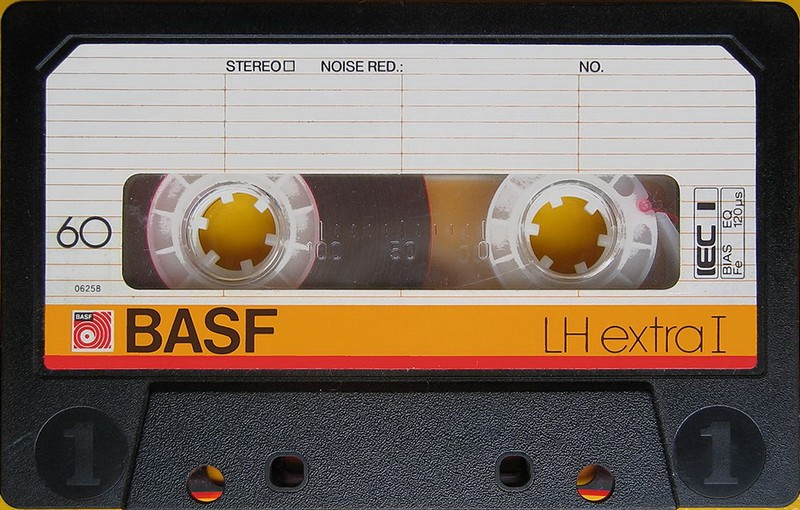 STEREO NOISE RED.: NO.
60
100 50 0
IEC I
BIAS EQ
Fe 120 µs
06258
BASF
BASF
LH extra I
1
1